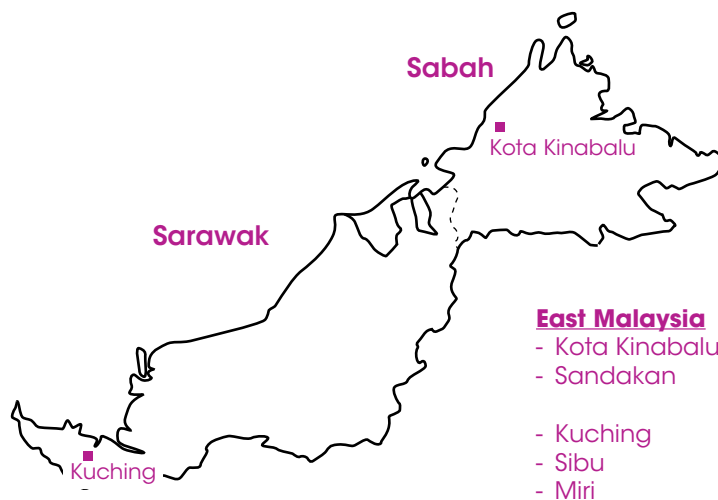 Sabah
Kota Kinabalu
Sarawak
Kuching
East Malaysia
- Kota Kinabalu
- Sandakan
- Kuching
- Sibu
- Miri